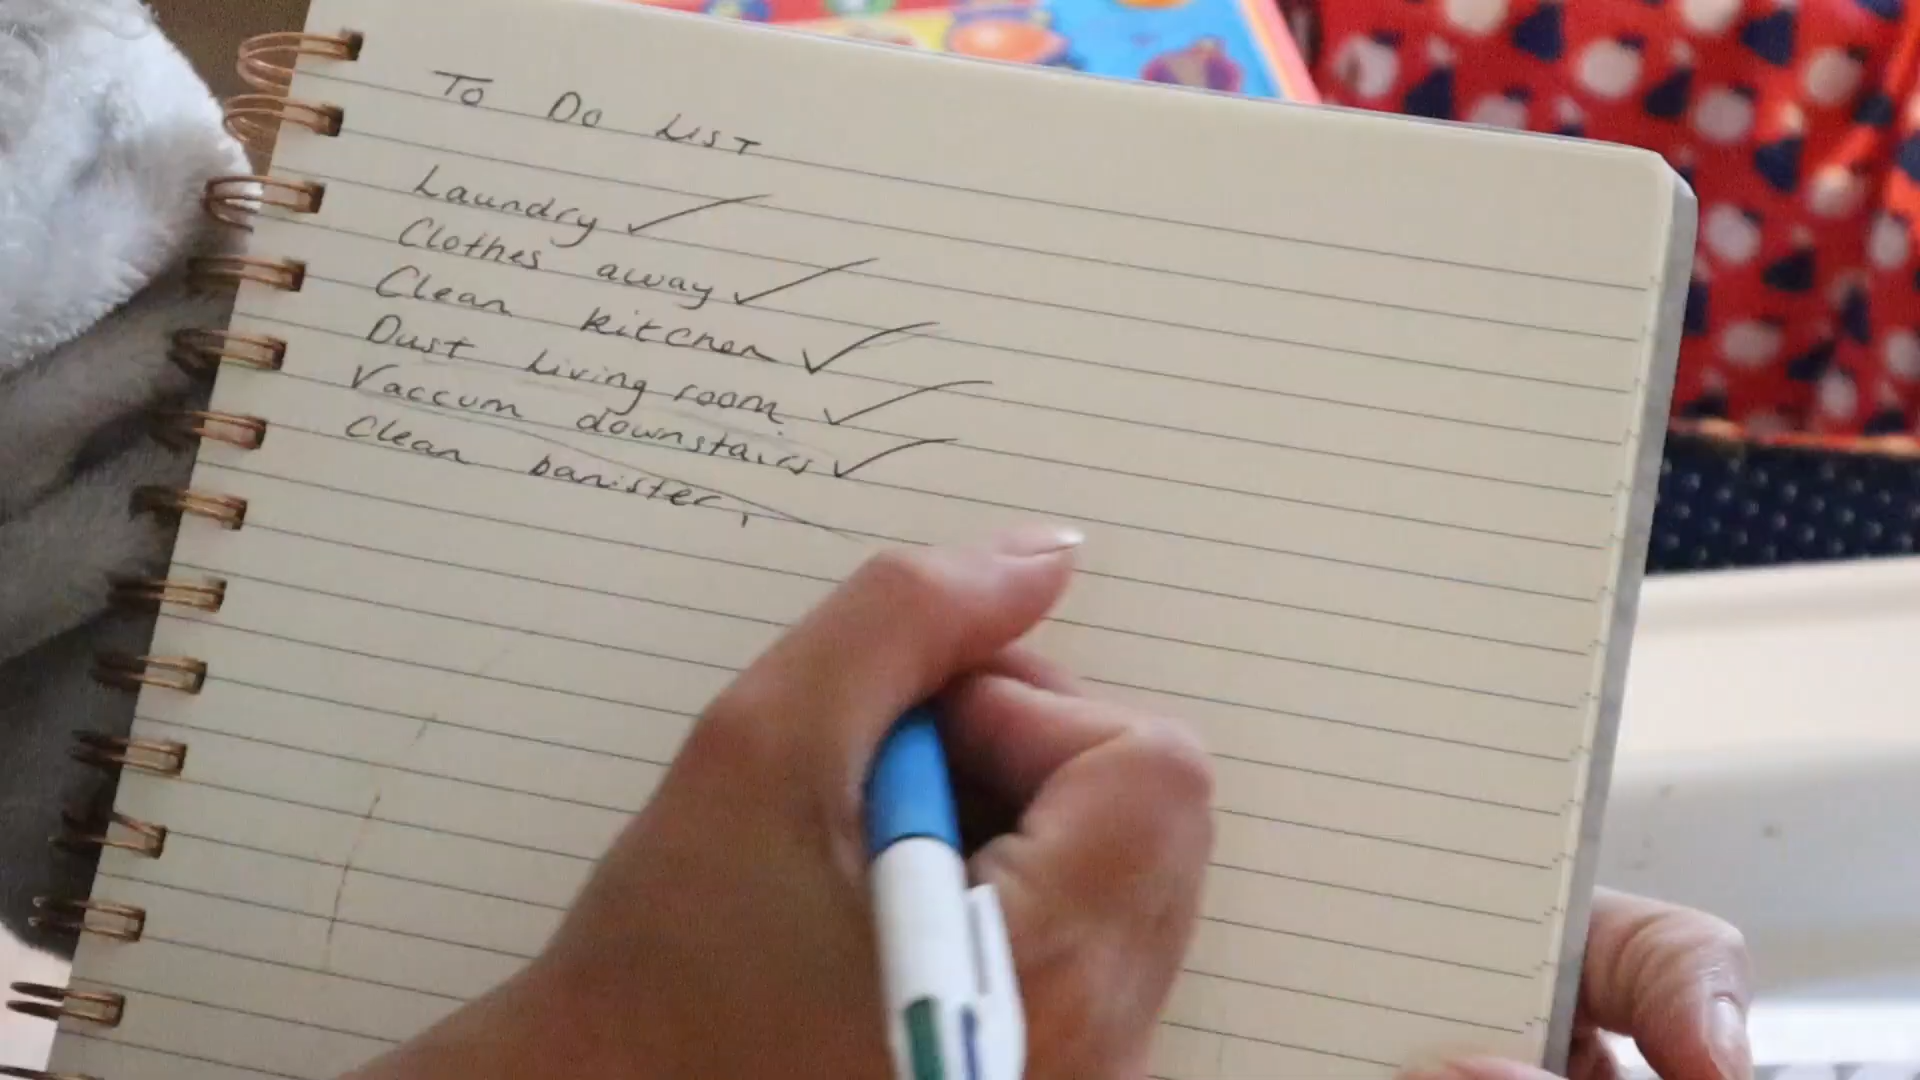 To Do List
Laundry ✓
Clothes away ✓
Clean kitchen ✓
Dust living room ✓
Vaccum downstairs ✓
Clean banister